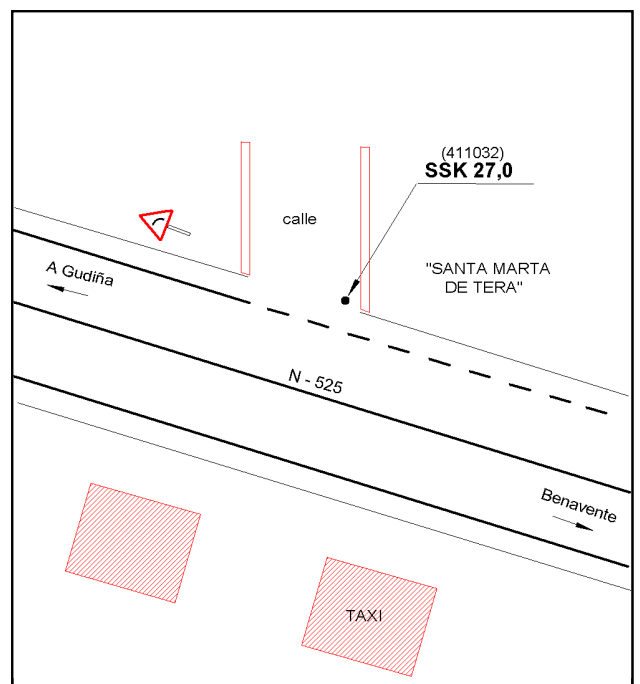 (411032)
SSK 27,0
calle
"SANTA MARTA
DE TERA"
A Gudiña
N - 525
Benavente
TAXI